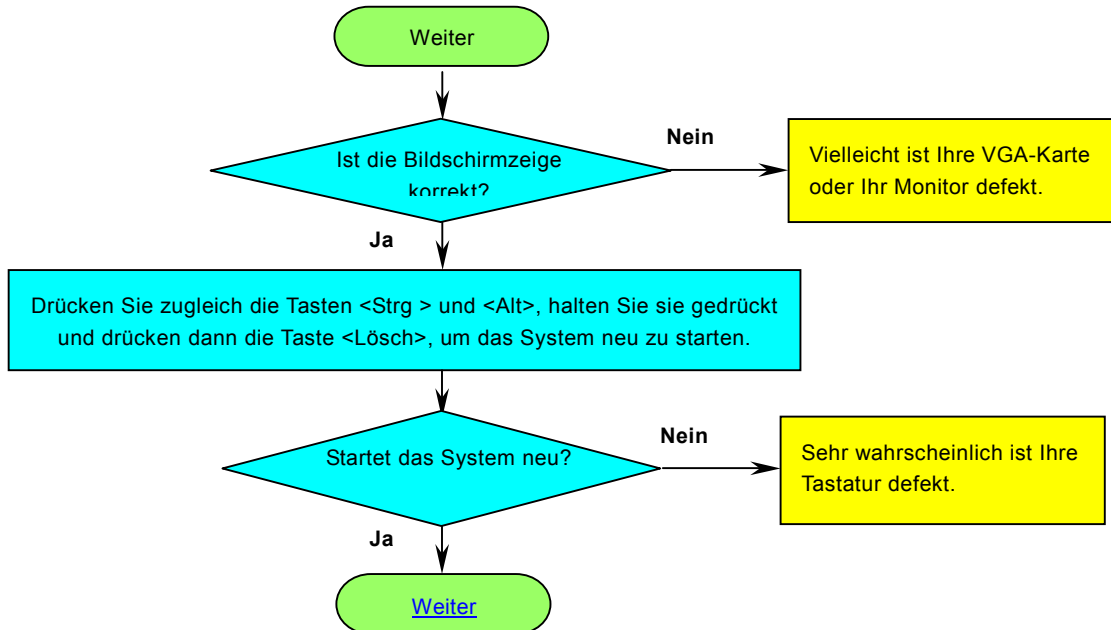 Weiter
Ist die Bildschirmzeige
korrekt?
Nein
Vielleicht ist Ihre VGA-Karte
oder Ihr Monitor defekt.
Ja
Drücken Sie zugleich die Tasten <Strg > und <Alt>, halten Sie sie gedrückt
und drücken dann die Taste <Lösch>, um das System neu zu starten.
Startet das System neu?
Nein
Sehr wahrscheinlich ist Ihre
Tastatur defekt.
Ja
Weiter